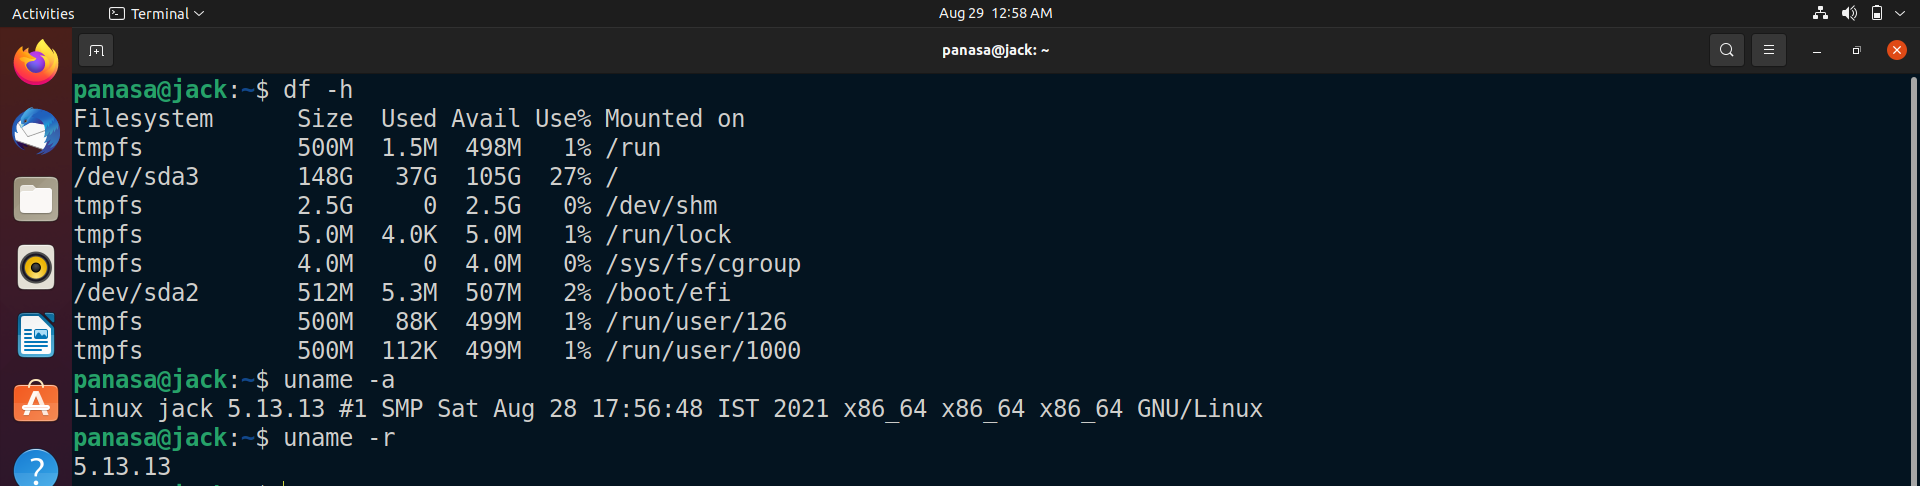 Activities Terminal Aug 29 12:58 AM
panasa@jack: ~
panasa@jack:~$ df -h
Filesystem Size Used Avail Use% Mounted on
tmpfs 500M 1.5M 498M 1% /run
/dev/sda3 148G 37G 105G 27% /
tmpfs 2.5G 0 2.5G 0% /dev/shm
tmpfs 5.0M 4.0K 5.0M 1% /run/lock
tmpfs 4.0M 0 4.0M 0% /sys/fs/cgroup
/dev/sda2 512M 5.3M 507M 2% /boot/efi
tmpfs 500M 88K 499M 1% /run/user/126
tmpfs 500M 112K 499M 1% /run/user/1000
panasa@jack:~$ uname -a
Linux jack 5.13.13 #1 SMP Sat Aug 28 17:56:48 IST 2021 x86_64 x86_64 x86_64 GNU/Linux
panasa@jack:~$ uname -r
5.13.13